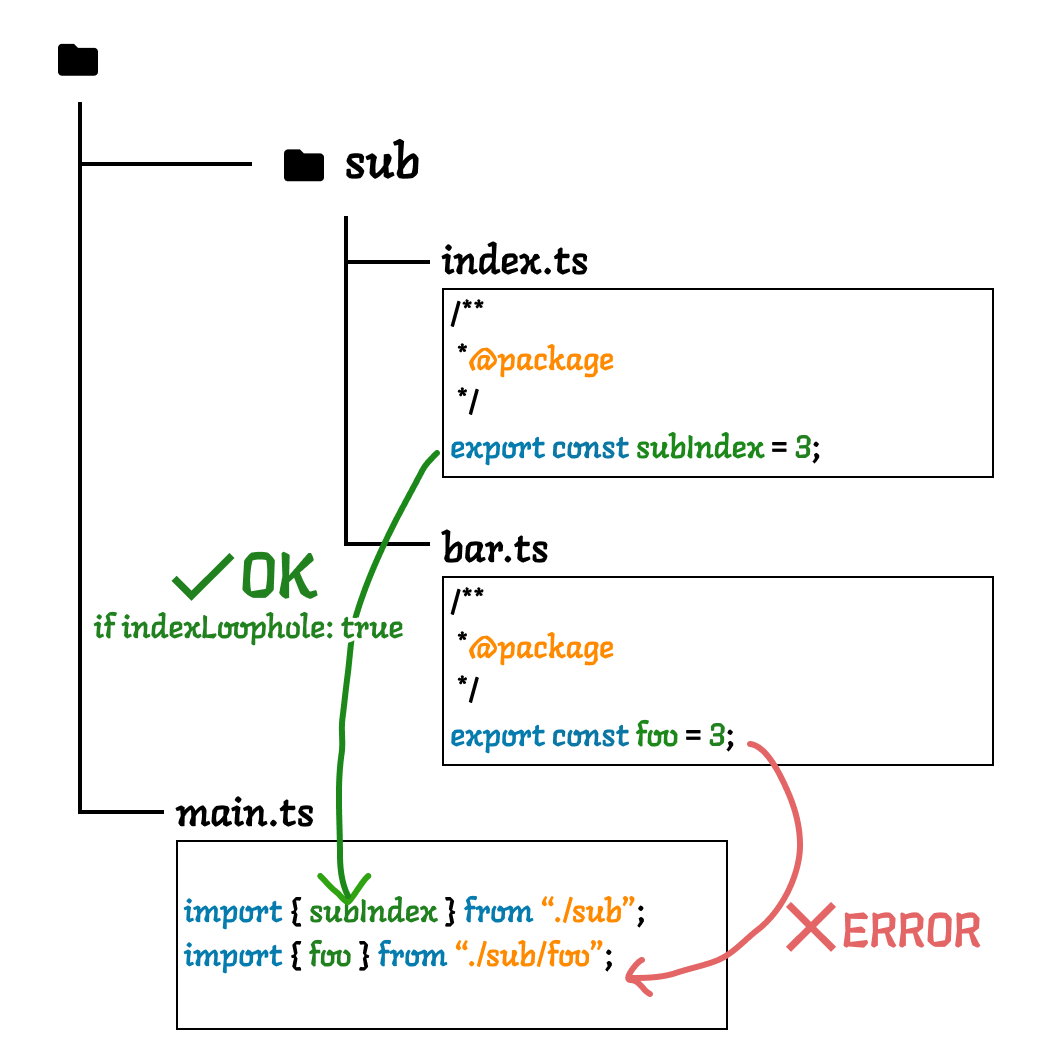 sub
index.ts
/**
*@package
*/
export const subIndex = 3;
bar.ts
/**
*@package
*/
export const foo = 3;
OK
if indexLoophole: true
main.ts
import { subIndex } from “./sub”;
import { foo } from “./sub/foo”;
ERROR